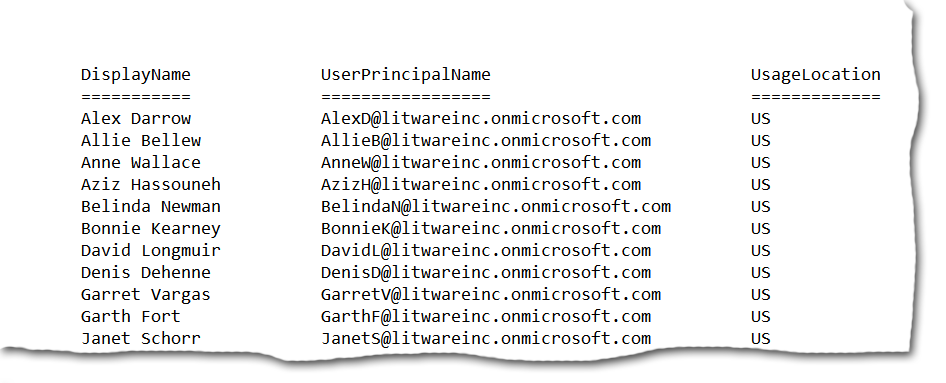 DisplayName UserPrincipalName UsageLocation
=========== ================= =============
Alex Darrow AlexD@litwareinc.onmicrosoft.com US
Allie Bellew AllieB@litwareinc.onmicrosoft.com US
Anne Wallace AnneW@litwareinc.onmicrosoft.com US
Aziz Hassouneh AzizH@litwareinc.onmicrosoft.com US
Belinda Newman BelindaN@litwareinc.onmicrosoft.com US
Bonnie Kearney BonnieK@litwareinc.onmicrosoft.com US
David Longmuir DavidL@litwareinc.onmicrosoft.com US
Denis Dehenne DenisD@litwareinc.onmicrosoft.com US
Garret Vargas GarretV@litwareinc.onmicrosoft.com US
Garth Fort GarthF@litwareinc.onmicrosoft.com US
Janet Schorr JanetS@litwareinc.onmicrosoft.com US